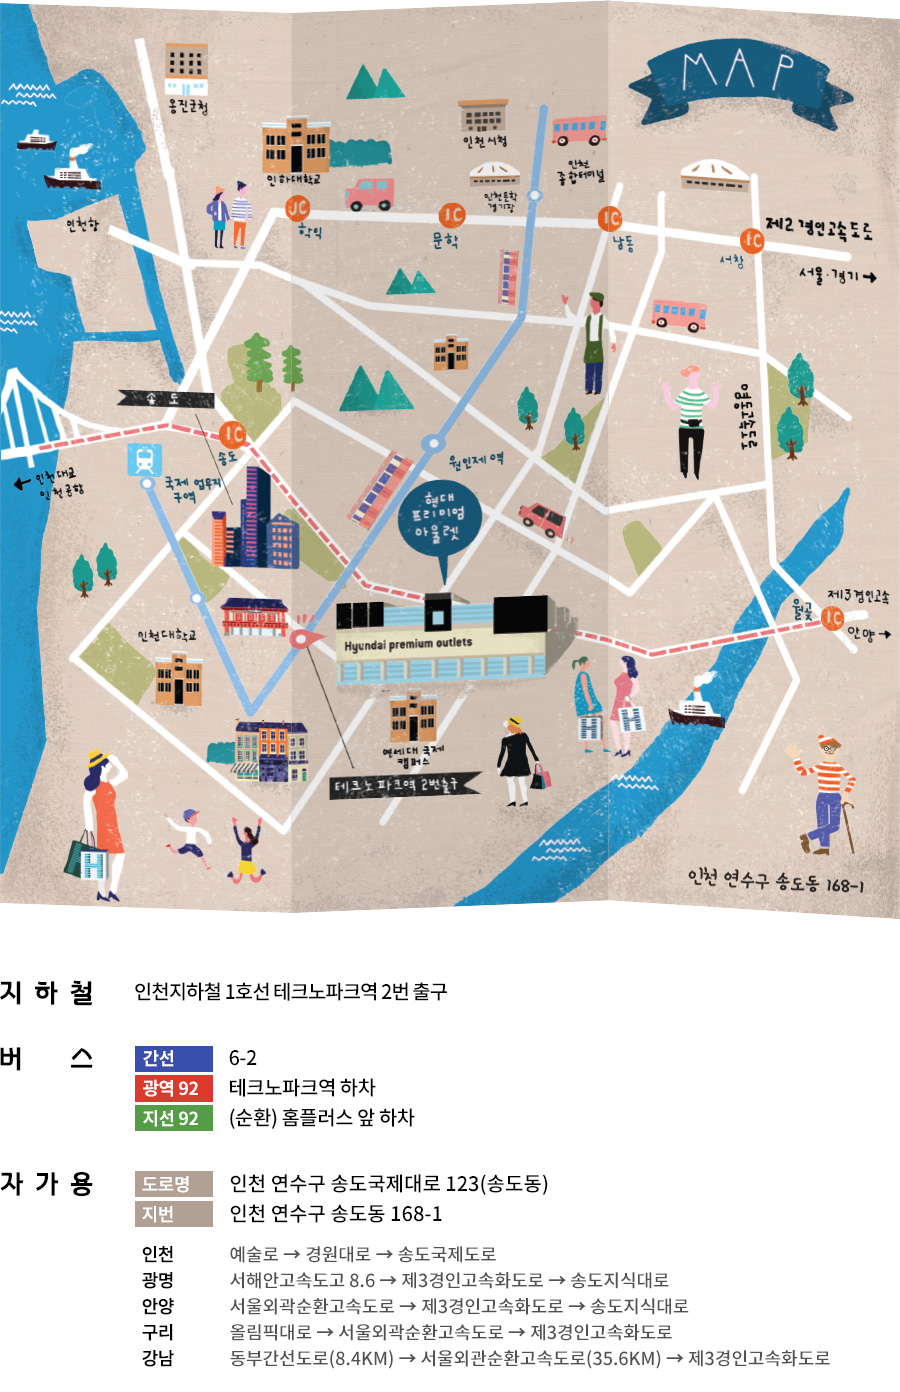 MAP
옹진군청
인하대학교
인천시청
인천문학
경기장
인천
종합터미널
인천항
JC
학익
IC
문학
IC
남동
IC
서창
제2경인고속도로
서울·경기 →
영동고속도로
송도
IC
송도
← 인천대교
인천공항
국제 업무지
구역
원인제 역
현대
프리미엄
아울렛
Hyundai premium outlets
인천대학교
연세대 국제
캠퍼스
테크노파크역 2번출구
월곶
IC
제3경인고속
안양 →
H
H
H
인천 연수구 송도동 168-1
지하철 인천지하철 1호선 테크노파크역 2번 출구
버스 간선 6-2
광역 92 테크노파크역 하차
지선 92 (순환) 홈플러스 앞 하차
자가용 도로명 인천 연수구 송도국제대로 123(송도동)
지번 인천 연수구 송도동 168-1
인천 예술로 → 경원대로 → 송도국제도로
광명 서해안고속도고 8.6 → 제3경인고속화도로 → 송도지식대로
안양 서울외곽순환고속도로 → 제3경인고속화도로 → 송도지식대로
구리 올림픽대로 → 서울외곽순환고속도로 → 제3경인고속화도로
강남 동부간선도로(8.4KM) → 서울외관순환고속도로(35.6KM) → 제3경인고속화도로